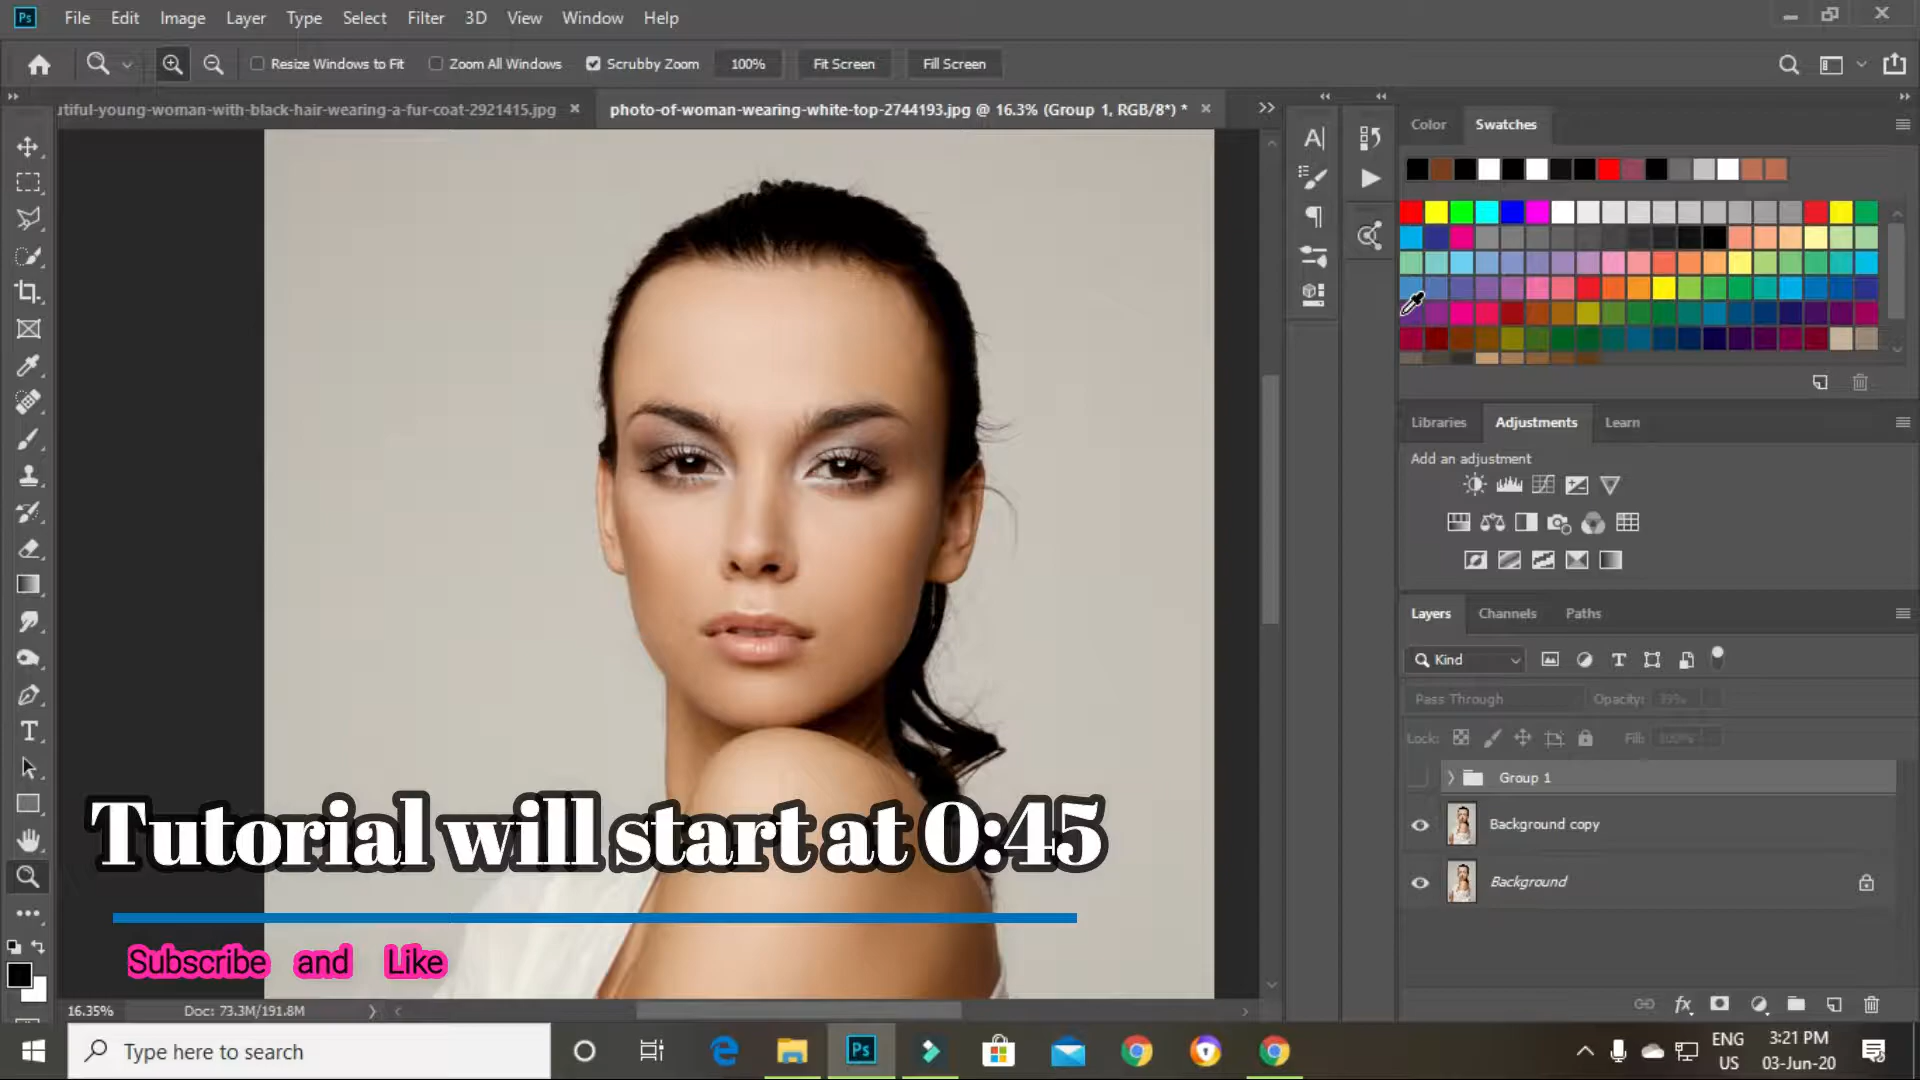 Ps File Edit Image Layer Type Select Filter 3D View Window Help
Resize Windows to Fit Zoom All Windows Scrubby Zoom 100% Fit Screen Fill Screen
utiful-young-woman-with-black-hair-wearing-a-fur-coat-2921415.jpg × photo-of-woman-wearing-white-top-2744193.jpg @ 16.3% (Group 1, RGB/8*) * ×
Color Swatches
Libraries Adjustments Learn
Add an adjustment
Layers Channels Paths
Kind
Pass Through Opacity: 99%
Lock: Fill: 100%
Group 1
Background copy
Background
Tutorial will start at 0:45
Subscribe and Like
16.35% Doc: 73.3M/191.8M
Type here to search
Ps
ENG
US
3:21 PM
03-Jun-20